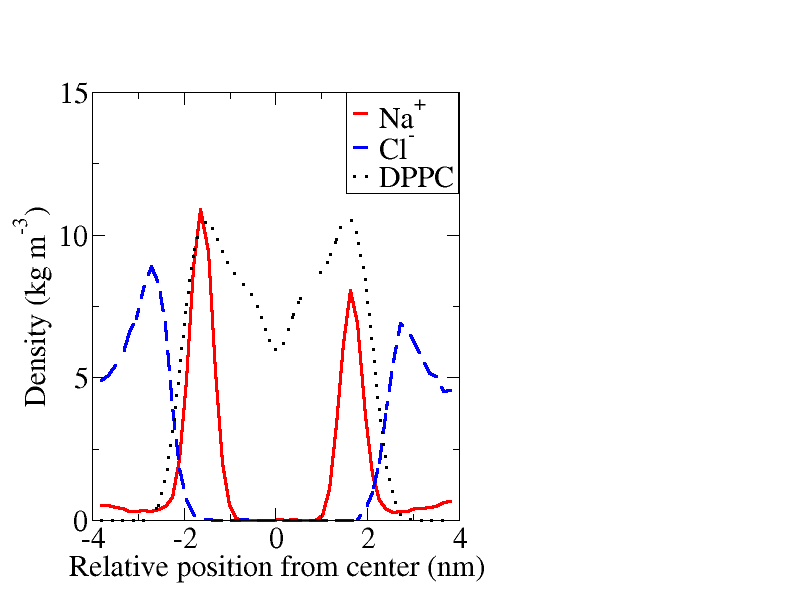 15
10
5
0
Density (kg m⁻³)
Na⁺
Cl⁻
DPPC
-4 -2 0 2 4
Relative position from center (nm)